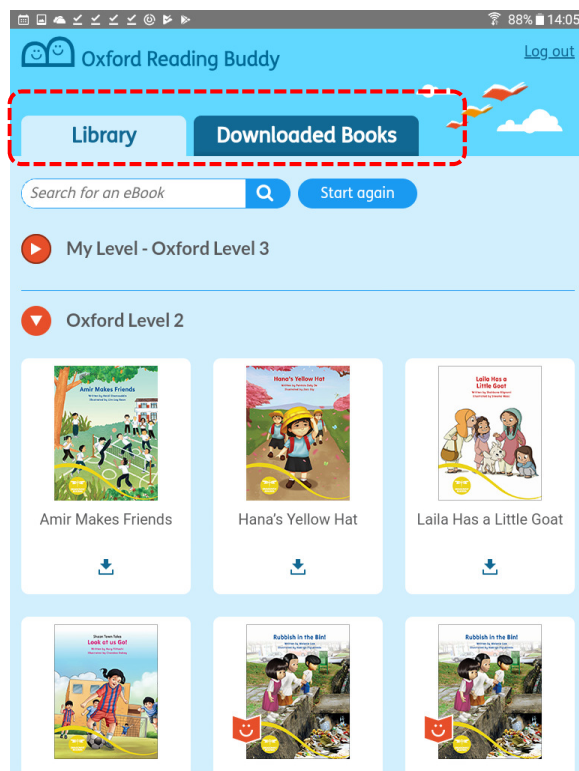 88% 14:05
Oxford Reading Buddy
Log out
Library
Downloaded Books
Search for an eBook
Start again
My Level - Oxford Level 3
Oxford Level 2
Amir Makes Friends
Hana's Yellow Hat
Laila Has a
Little Goat
Amir Makes Friends
Hana's Yellow Hat
Laila Has a Little Goat
Look at us Go!
Rubbish in the Bin!
Rubbish in the Bin!